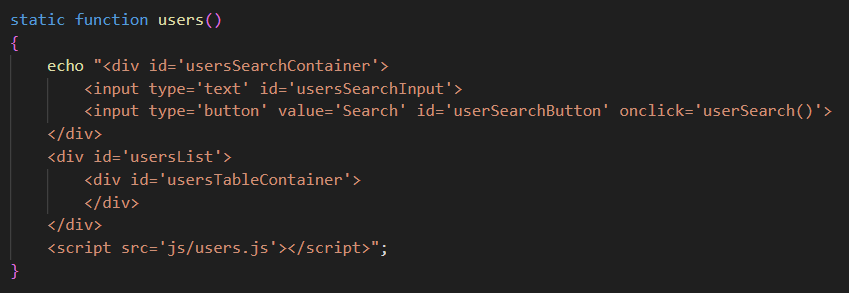 static function users()
{
    echo "<div id='usersSearchContainer'>
        <input type='text' id='usersSearchInput'>
        <input type='button' value='Search' id='userSearchButton' onclick='userSearch()'>
    </div>
    <div id='usersList'>
        <div id='usersTableContainer'>
        </div>
    </div>
    <script src='js/users.js'></script>";
}